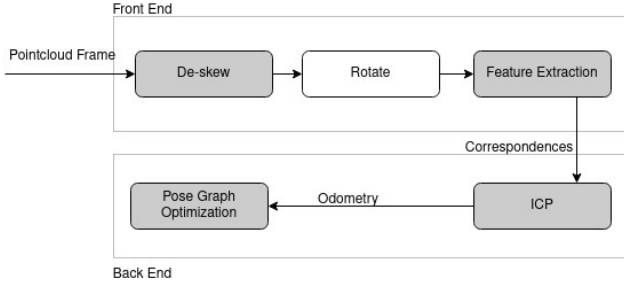 Front End
Pointcloud Frame
De-skew
Rotate
Feature Extraction
Correspondences
Pose Graph
Optimization
Odometry
ICP
Back End